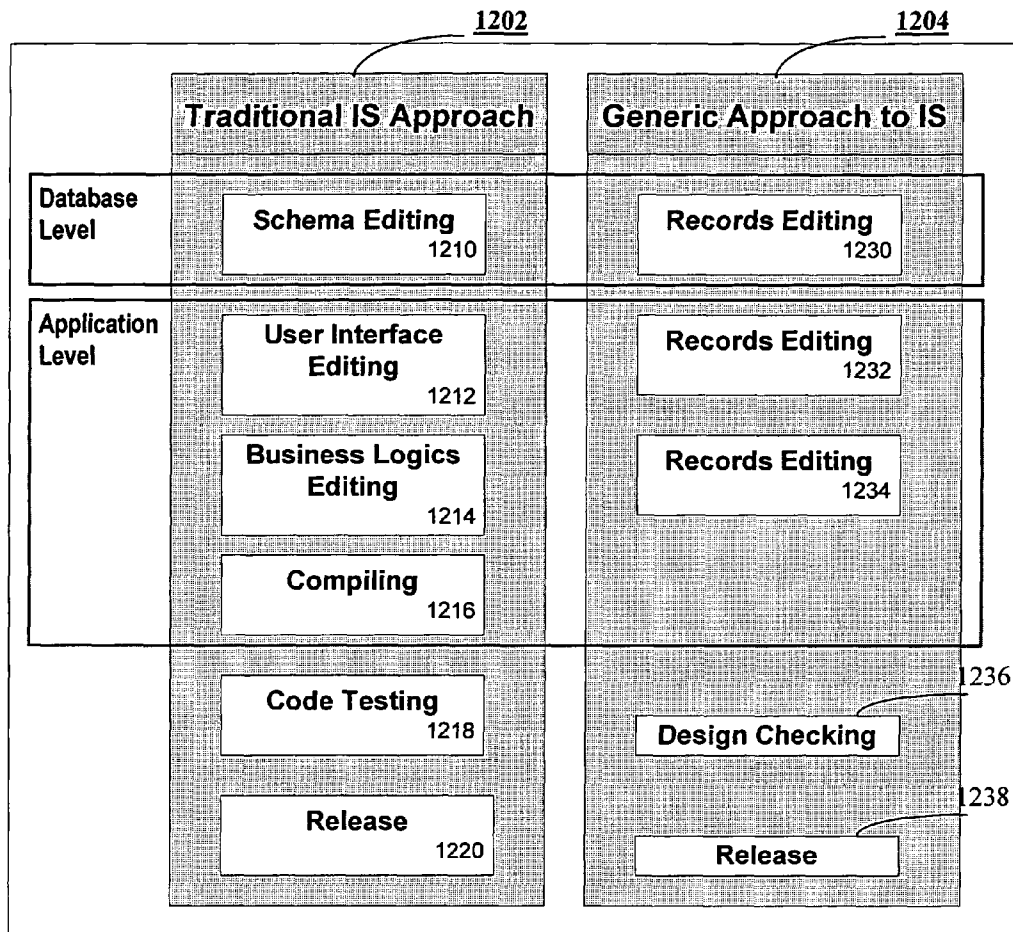 1202
1204
Traditional IS Approach
Generic Approach to IS
Database
Level
Schema Editing
1210
Records Editing
1230
Application
Level
User Interface
Editing
1212
Records Editing
1232
Business Logics
Editing
1214
Records Editing
1234
Compiling
1216
Code Testing
1218
1236
Design Checking
Release
1220
1238
Release